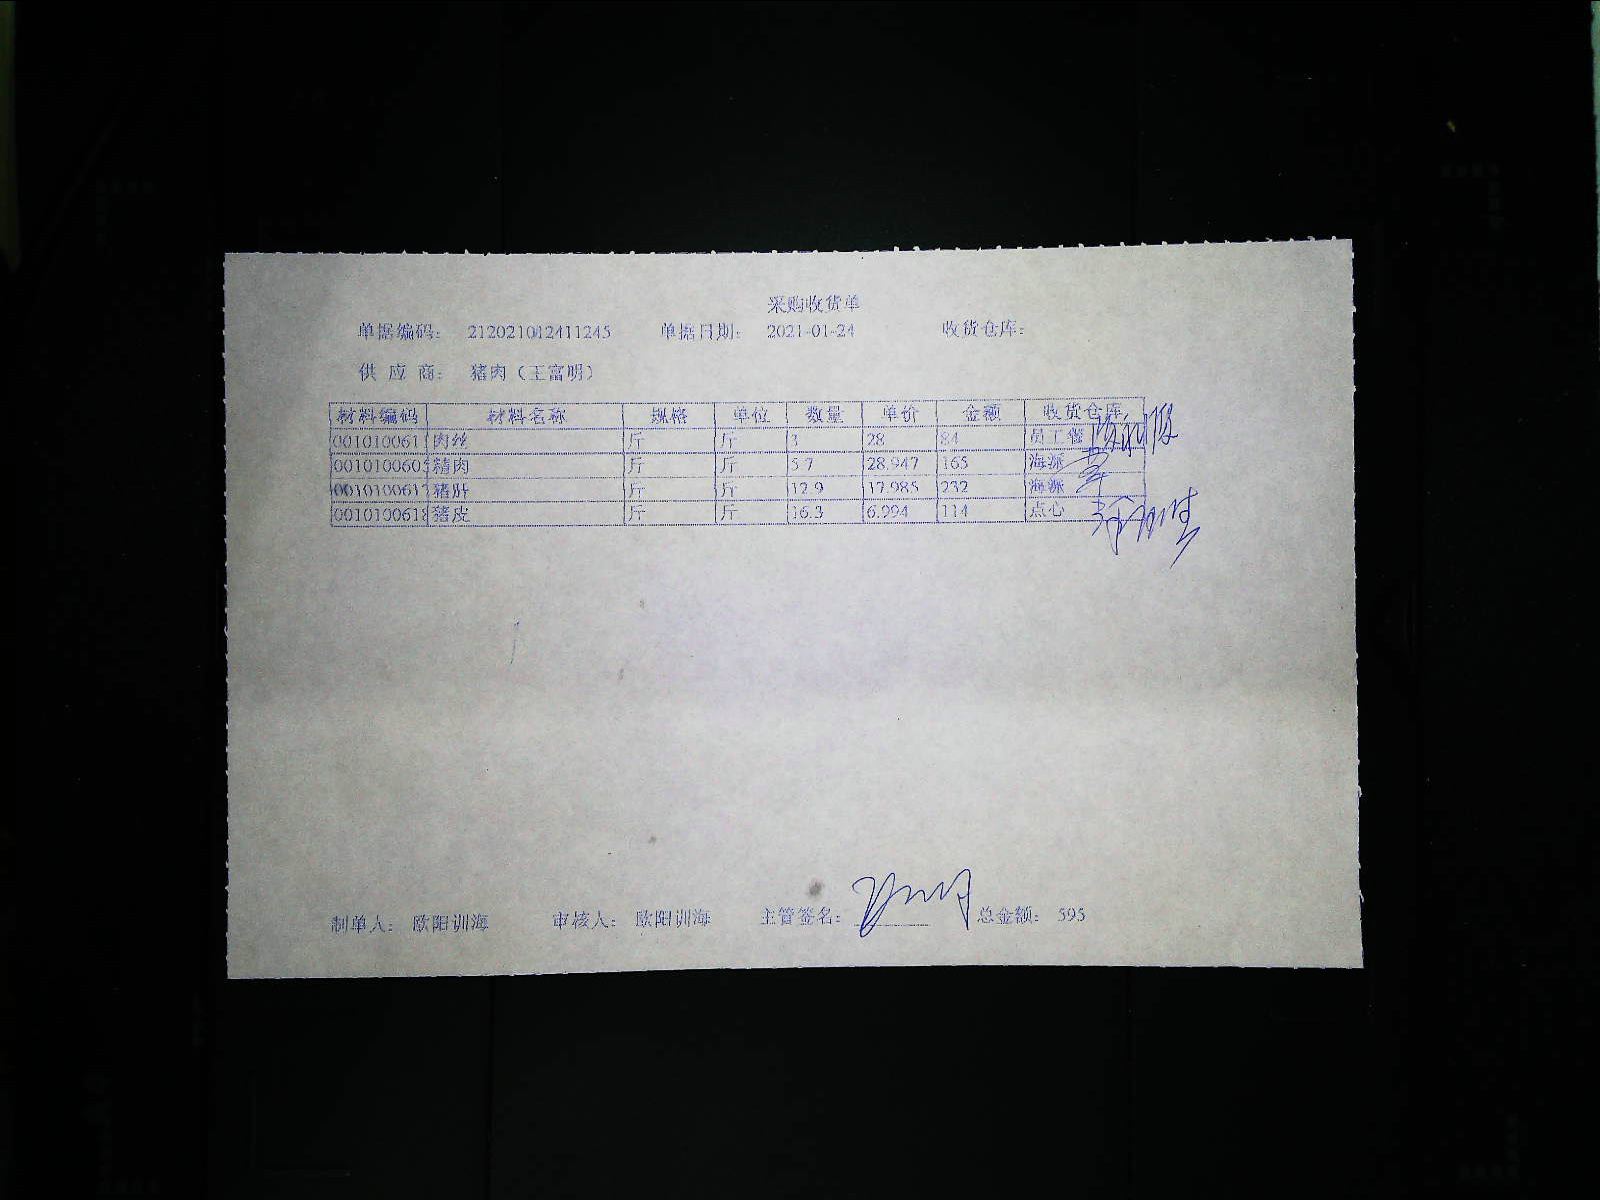 采购收货单
单据编码： 212021012411245 单据日期： 2021-01-24 收货仓库：
供 应 商： 猪肉（王富明）
材料编码 材料名称 规格 单位 数量 单价 金额 收货仓库
001010061 肉丝 斤 斤 3 28 84 员工餐
001010060 精肉 斤 斤 5.7 28.947 165 海派
001010061 猪肝 斤 斤 12.9 17.985 232 海派
001010061 猪皮 斤 斤 16.3 6.994 114 点心
制单人： 欧阳训海 审核人： 欧阳训海 主管签名： 总金额： 595